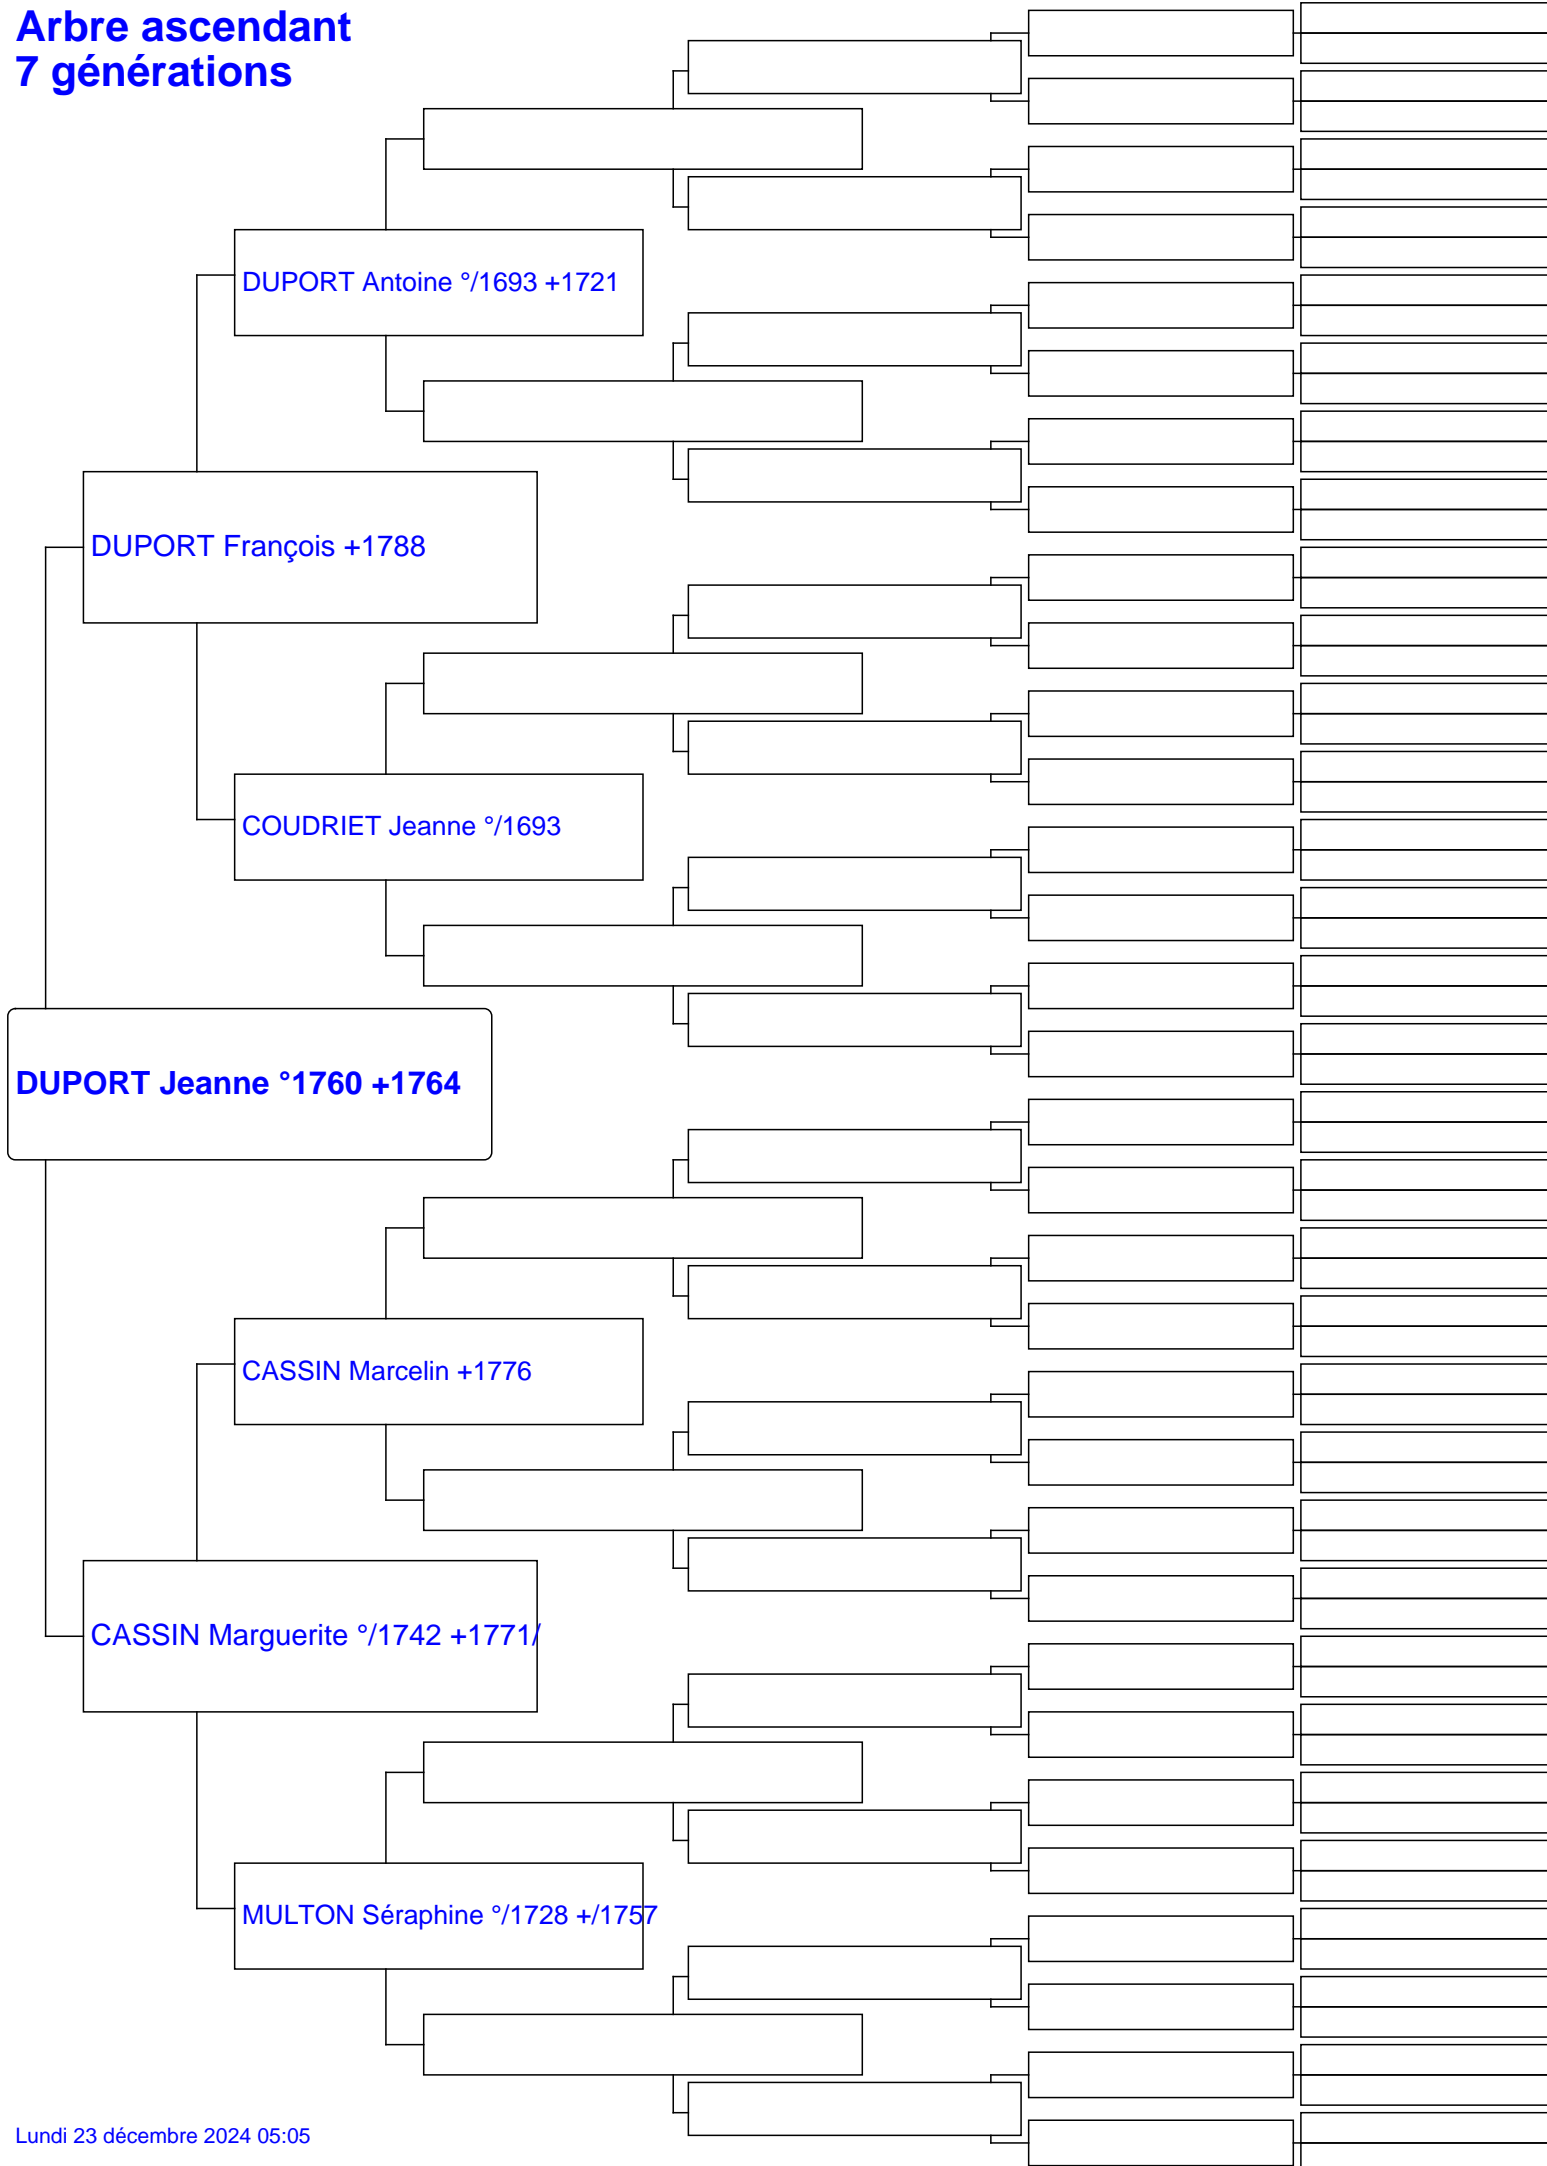 Arbre ascendant
7 générations
DUPORT Antoine °/1693 +1721
DUPORT François +1788
COUDRIET Jeanne °/1693
DUPORT Jeanne °1760 +1764
CASSIN Marcelin +1776
CASSIN Marguerite °/1742 +1771/
MULTON Séraphine °/1728 +/1757
Lundi 23 décembre 2024 05:05